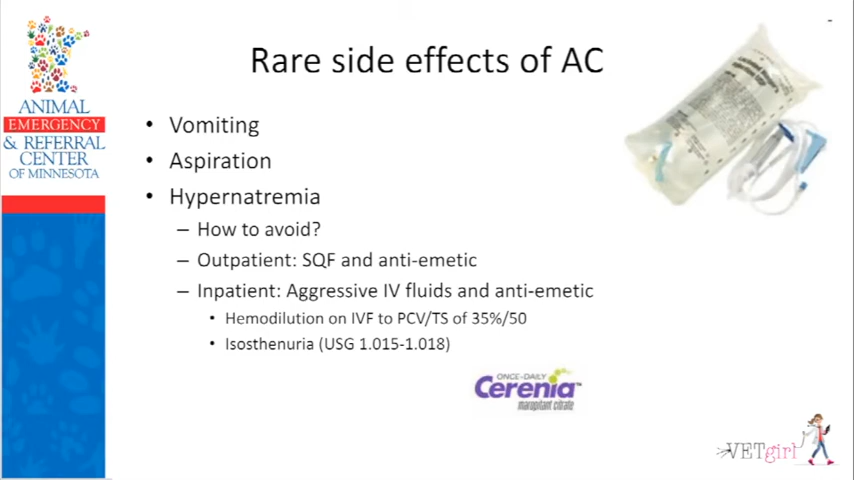 Rare side effects of AC
ANIMAL
EMERGENCY
& REFERRAL
CENTER
OF MINNESOTA
• Vomiting
• Aspiration
• Hypernatremia
– How to avoid?
– Outpatient: SQF and anti-emetic
– Inpatient: Aggressive IV fluids and anti-emetic
• Hemodilution on IVF to PCV/TS of 35%/50
• Isosthenuria (USG 1.015-1.018)
ONCE-DAILY
Cerenia™
maropitant citrate
VETgirl